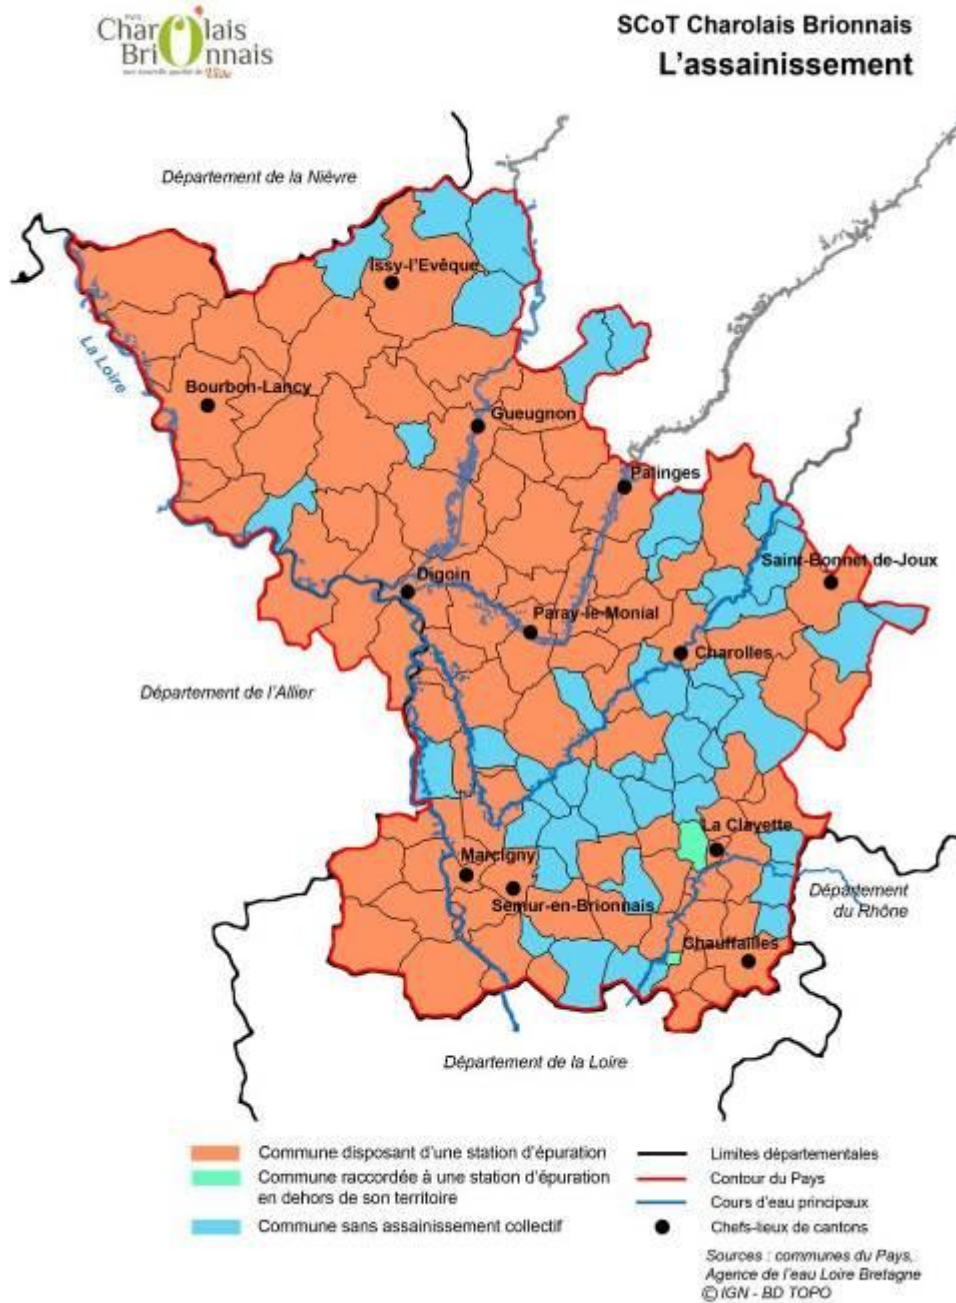 PAYS
Charolais
Brionnais
SCoT Charolais Brionnais
L'assainissement
Département de la Nièvre
Issy-l'Evêque
La Loire
Bourbon-Lancy
Gueugnon
Palinges
Saint-Bonnet de-Joux
Digoin
Paray-le-Monial
Charolles
Département de l'Allier
La Clayette
Marcigny
Département
du Rhône
Semur-en-Brionnais
Chauffailles
Département de la Loire
Commune disposant d'une station d'épuration
Commune raccordée à une station d'épuration
en dehors de son territoire
Commune sans assainissement collectif
Limites départementales
Contour du Pays
Cours d'eau principaux
Chefs-lieux de cantons
Sources : communes du Pays,
Agence de l'eau Loire Bretagne
© IGN - BD TOPO